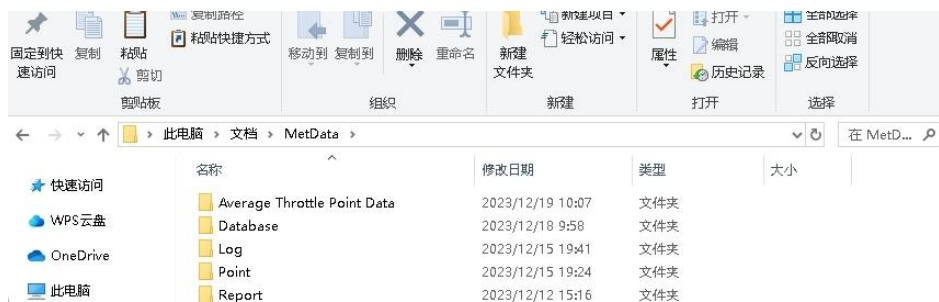 复制路径
新建项目
打开
全部选择
固定到快速访问
复制
粘贴
粘贴快捷方式
剪切
移动到
复制到
删除
重命名
新建文件夹
轻松访问
属性
编辑
历史记录
全部取消
反向选择
剪贴板
组织
新建
打开
选择
此电脑 › 文档 › MetData ›
在 MetD...
名称
修改日期
类型
大小
快速访问
WPS云盘
OneDrive
此电脑
Average Throttle Point Data 2023/12/19 10:07 文件夹
Database 2023/12/18 9:58 文件夹
Log 2023/12/15 19:41 文件夹
Point 2023/12/15 19:24 文件夹
Report 2023/12/12 15:16 文件夹